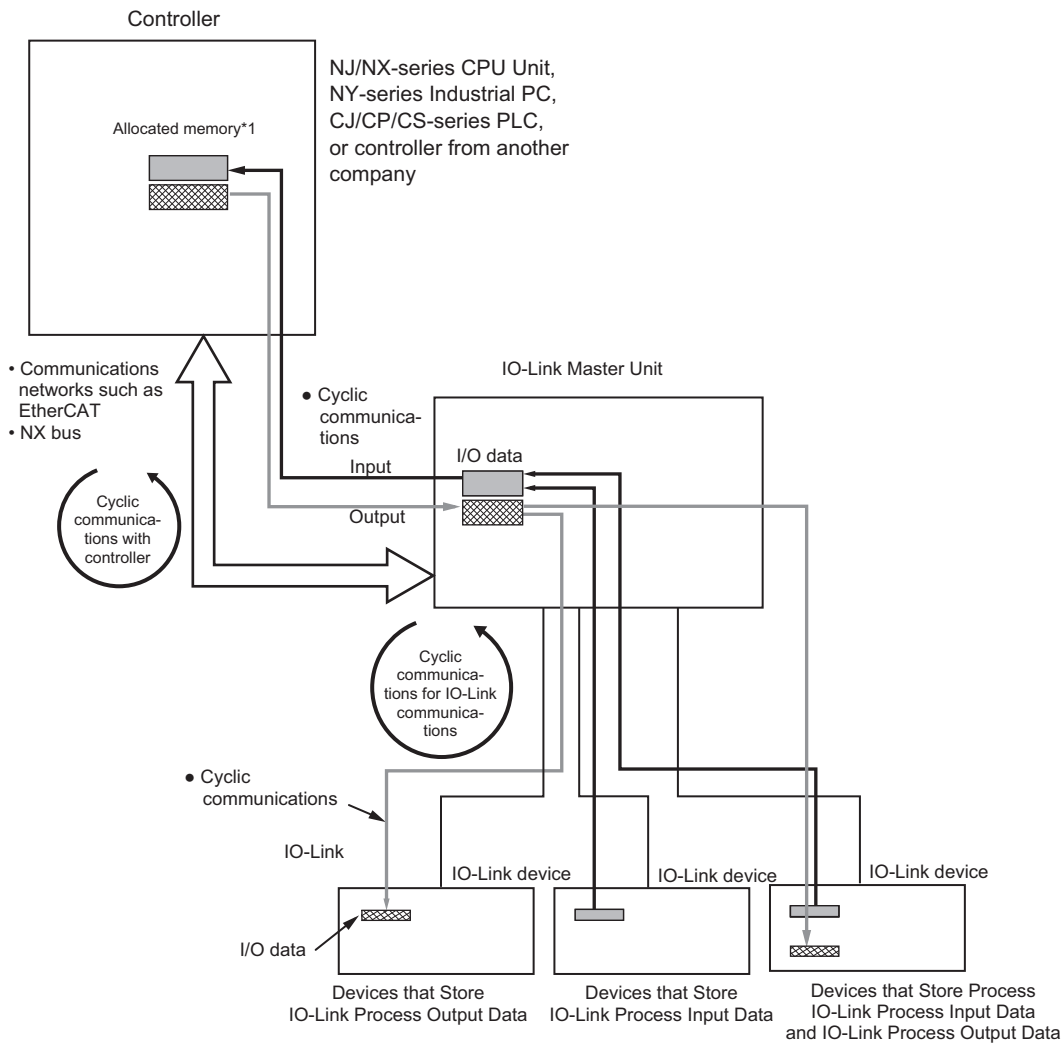 Controller
NJ/NX-series CPU Unit,
NY-series Industrial PC,
CJ/CP/CS-series PLC,
or controller from another
company
Allocated memory*1
• Communications
networks such as
EtherCAT
• NX bus
Cyclic
communica-
tions with
controller
● Cyclic
communica-
tions
Input
Output
IO-Link Master Unit
I/O data
Cyclic
communica-
tions for IO-Link
communica-
tions
● Cyclic
communications
IO-Link
I/O data
IO-Link device
IO-Link device
IO-Link device
Devices that Store
IO-Link Process Output Data
Devices that Store
IO-Link Process Input Data
Devices that Store Process
IO-Link Process Input Data
and IO-Link Process Output Data